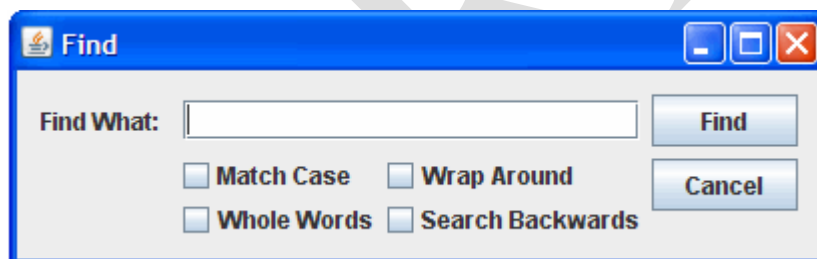 Find
Find What: Find
Match Case Wrap Around Cancel
Whole Words Search Backwards